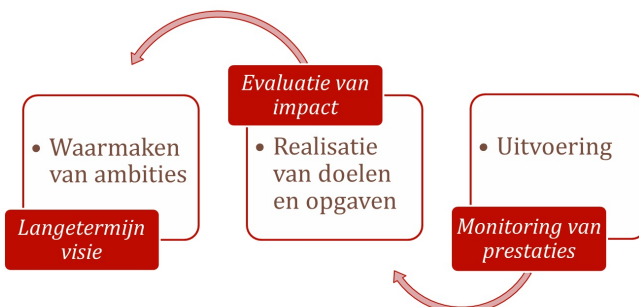 • Waarmaken
van ambities
Langetermijn
visie
Evaluatie van
impact
• Realisatie
van doelen
en opgaven
• Uitvoering
Monitoring van
prestaties